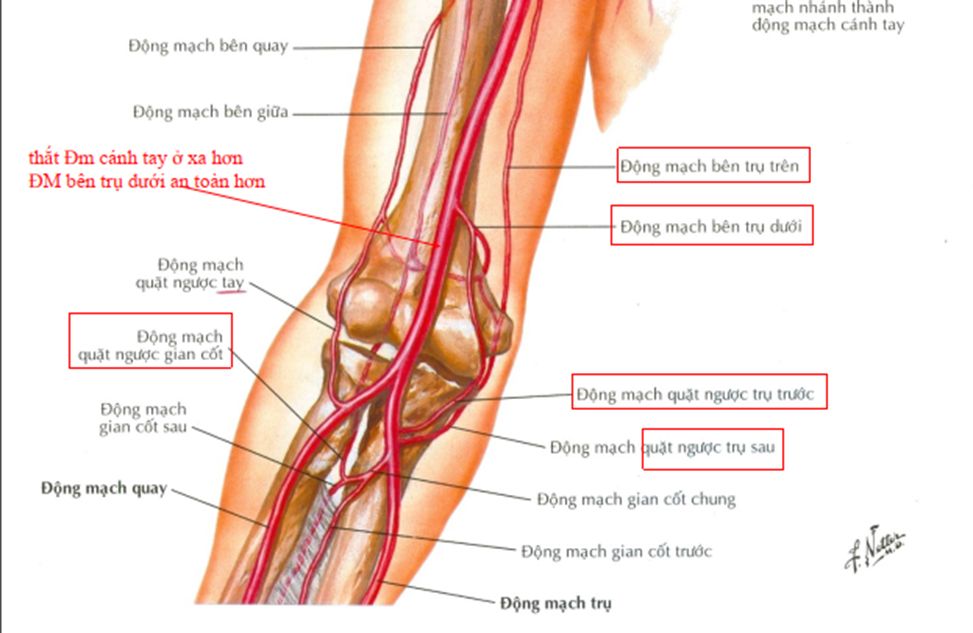 mạch nhánh thành
động mạch cánh tay
Động mạch bên quay
Động mạch bên giữa
thắt Đm cánh tay ở xa hơn
ĐM bên trụ dưới an toàn hơn
Động mạch bên trụ trên
Động mạch bên trụ dưới
Động mạch
quặt ngược tay
Động mạch
quặt ngược gian cốt
Động mạch quặt ngược trụ trước
Động mạch
gian cốt sau
Động mạch quặt ngược trụ sau
Động mạch quay
Động mạch gian cốt chung
Động mạch gian cốt trước
Động mạch trụ
F. Netter
M.D.